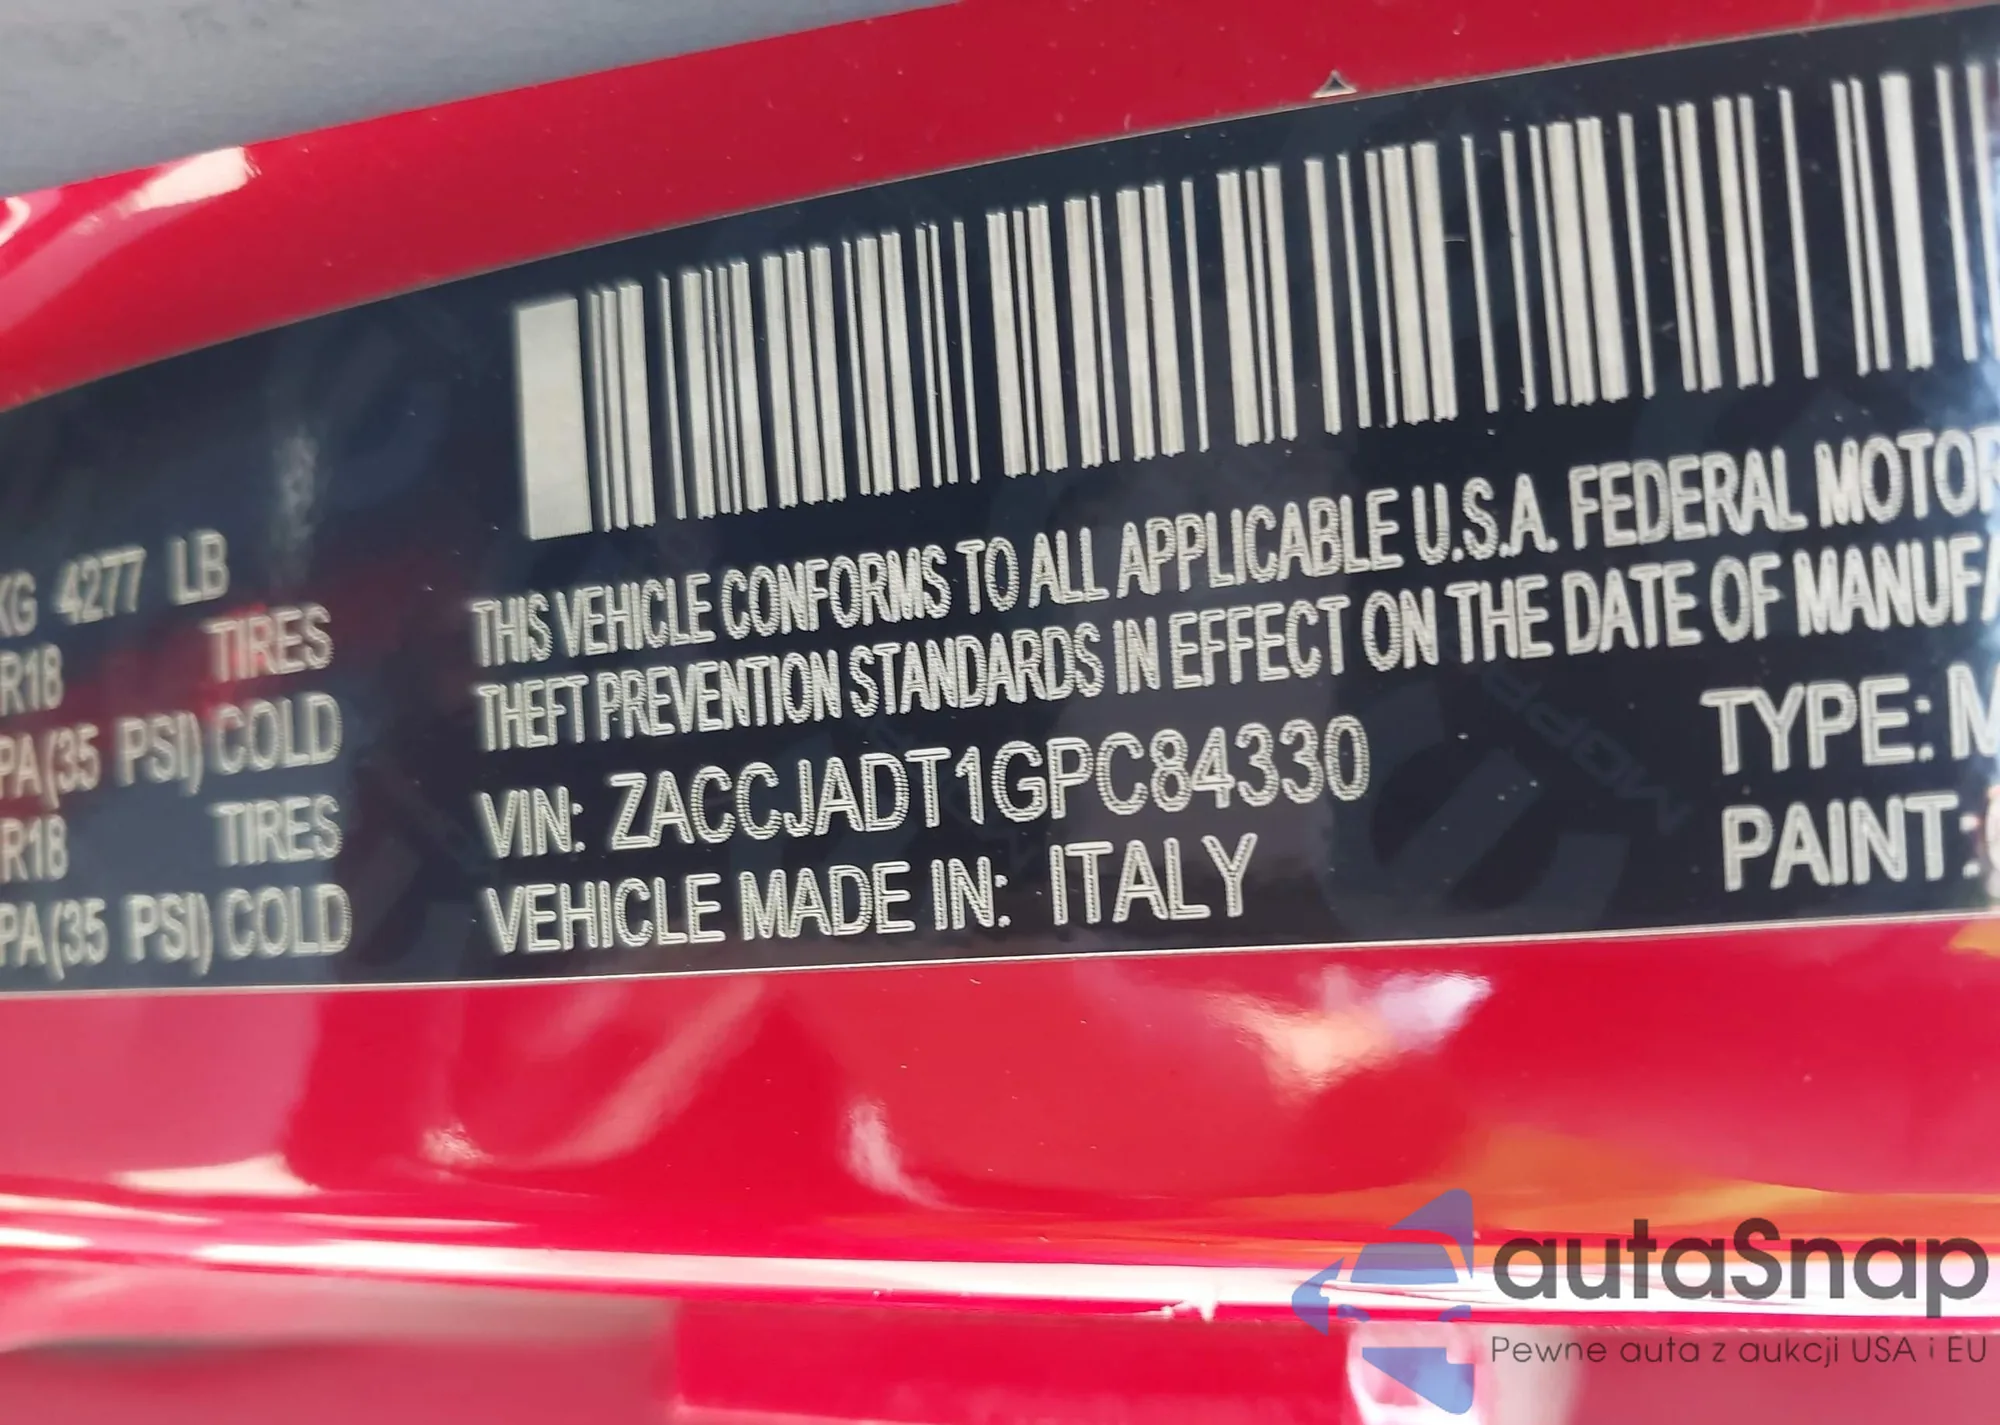 KG 4277 LB
R18 TIRES
PA(35 PSI) COLD
R18 TIRES
PA(35 PSI) COLD
THIS VEHICLE CONFORMS TO ALL APPLICABLE U.S.A. FEDERAL MOTOR
THEFT PREVENTION STANDARDS IN EFFECT ON THE DATE OF MANUFA
VIN: ZACCJADT1GPC84330
TYPE: M
VEHICLE MADE IN: ITALY
PAINT:
autaSnap
Pewne auta z aukcji USA i EU